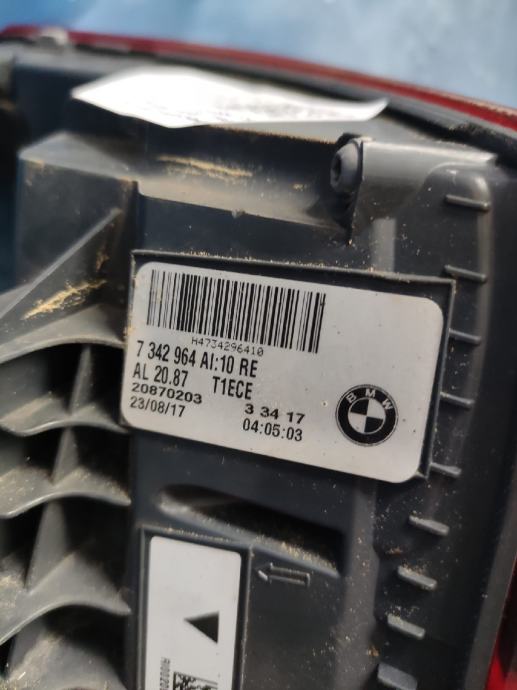 H4734296410
7 342 964 AI:10 RE
AL 20.87 T1ECE
20870203 3 34 17
23/08/17 04:05:03
BMW